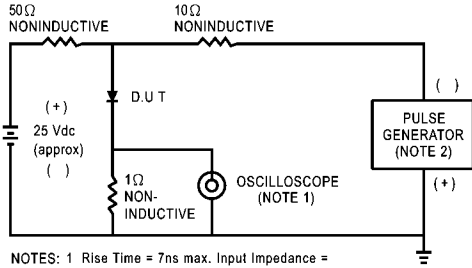 50Ω
NONINDUCTIVE
10Ω
NONINDUCTIVE
(+)
25 Vdc
(approx)
( )
D.U T
1Ω
NON-
INDUCTIVE
OSCILLOSCOPE
(NOTE 1)
( )
PULSE
GENERATOR
(NOTE 2)
(+)
NOTES: 1 Rise Time = 7ns max. Input Impedance =